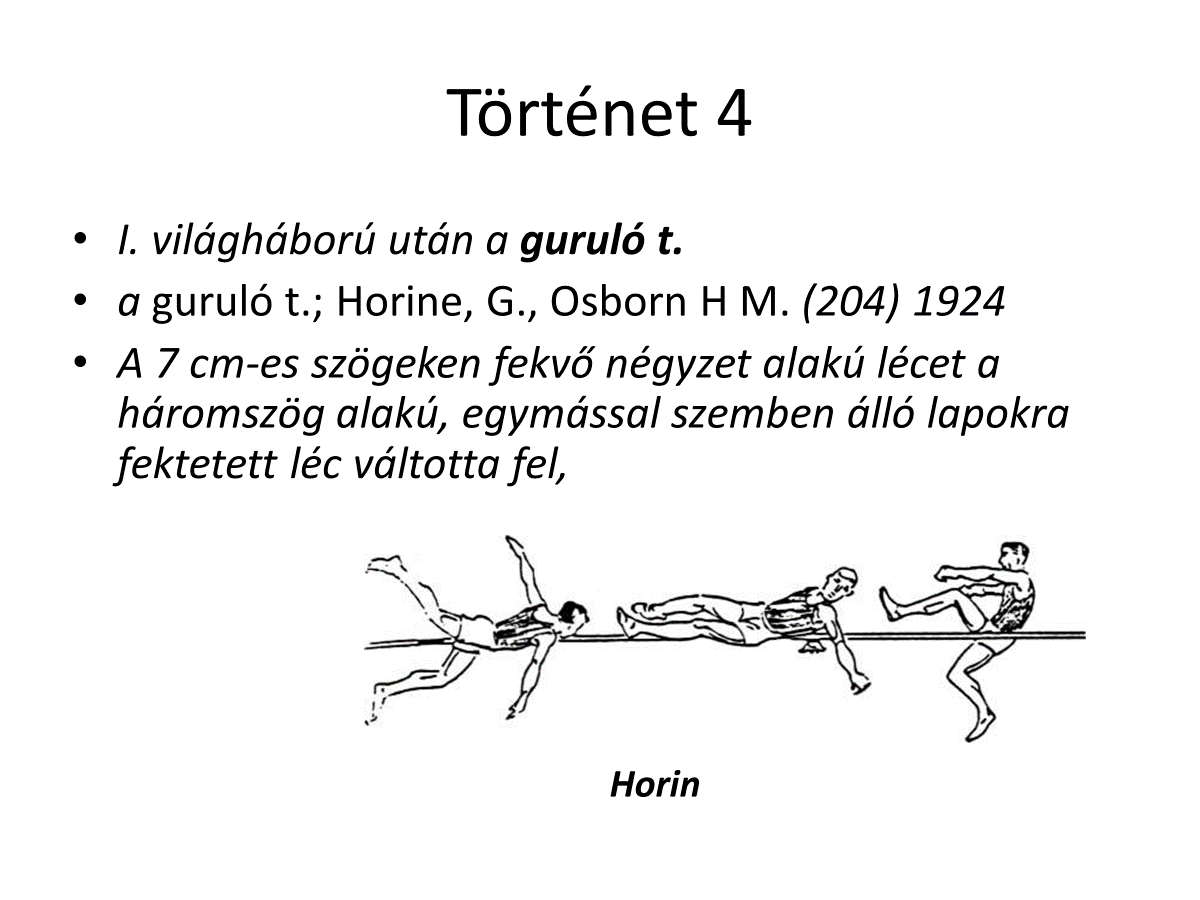 Történet 4
• I. világháború után a guruló t.
• a guruló t.; Horine, G., Osborn H M. (204) 1924
• A 7 cm-es szögeken fekvő négyzet alakú lécet a
háromszög alakú, egymással szemben álló lapokra
fektetett léc váltotta fel,
Horin